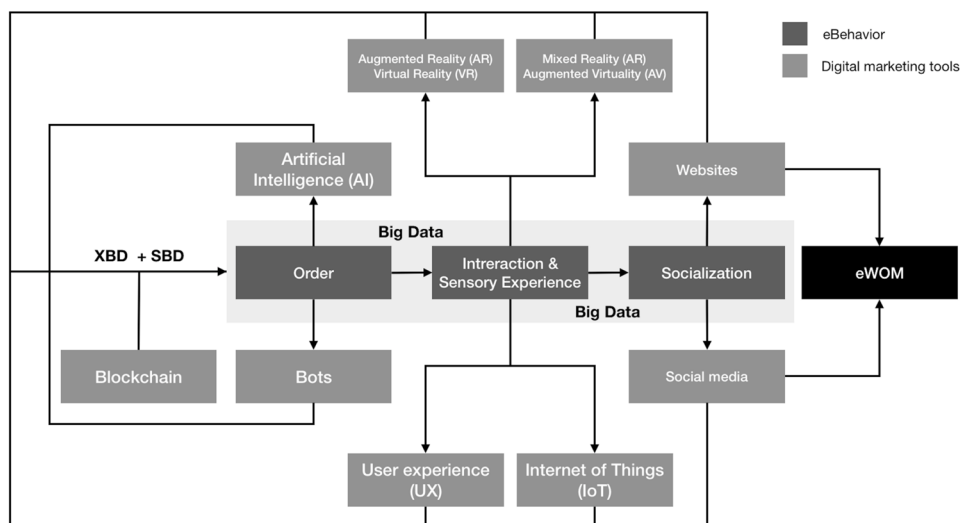 eBehavior
Digital marketing tools
Augmented Reality (AR)
Virtual Reality (VR)
Mixed Reality (AR)
Augmented Virtuality (AV)
Artificial
Intelligence (AI)
Websites
Big Data
XBD + SBD
Order
Intreraction &
Sensory Experience
Socialization
eWOM
Big Data
Blockchain
Bots
Social media
User experience
(UX)
Internet of Things
(IoT)